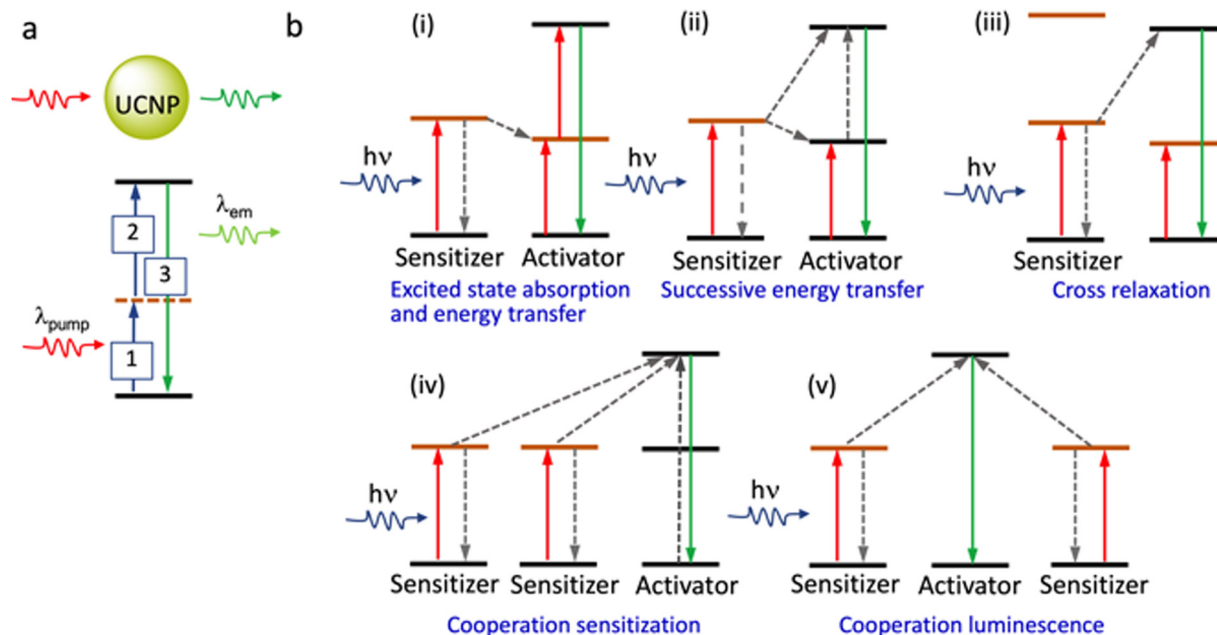 a
UCNP
2
λem
3
λpump
1
b
(i)
hν
Sensitizer Activator
Excited state absorption
and energy transfer
(ii)
hν
Sensitizer Activator
Successive energy transfer
(iii)
hν
Sensitizer
Cross relaxation
(iv)
hν
Sensitizer Sensitizer Activator
Cooperation sensitization
(v)
hν
Sensitizer Activator Sensitizer
Cooperation luminescence